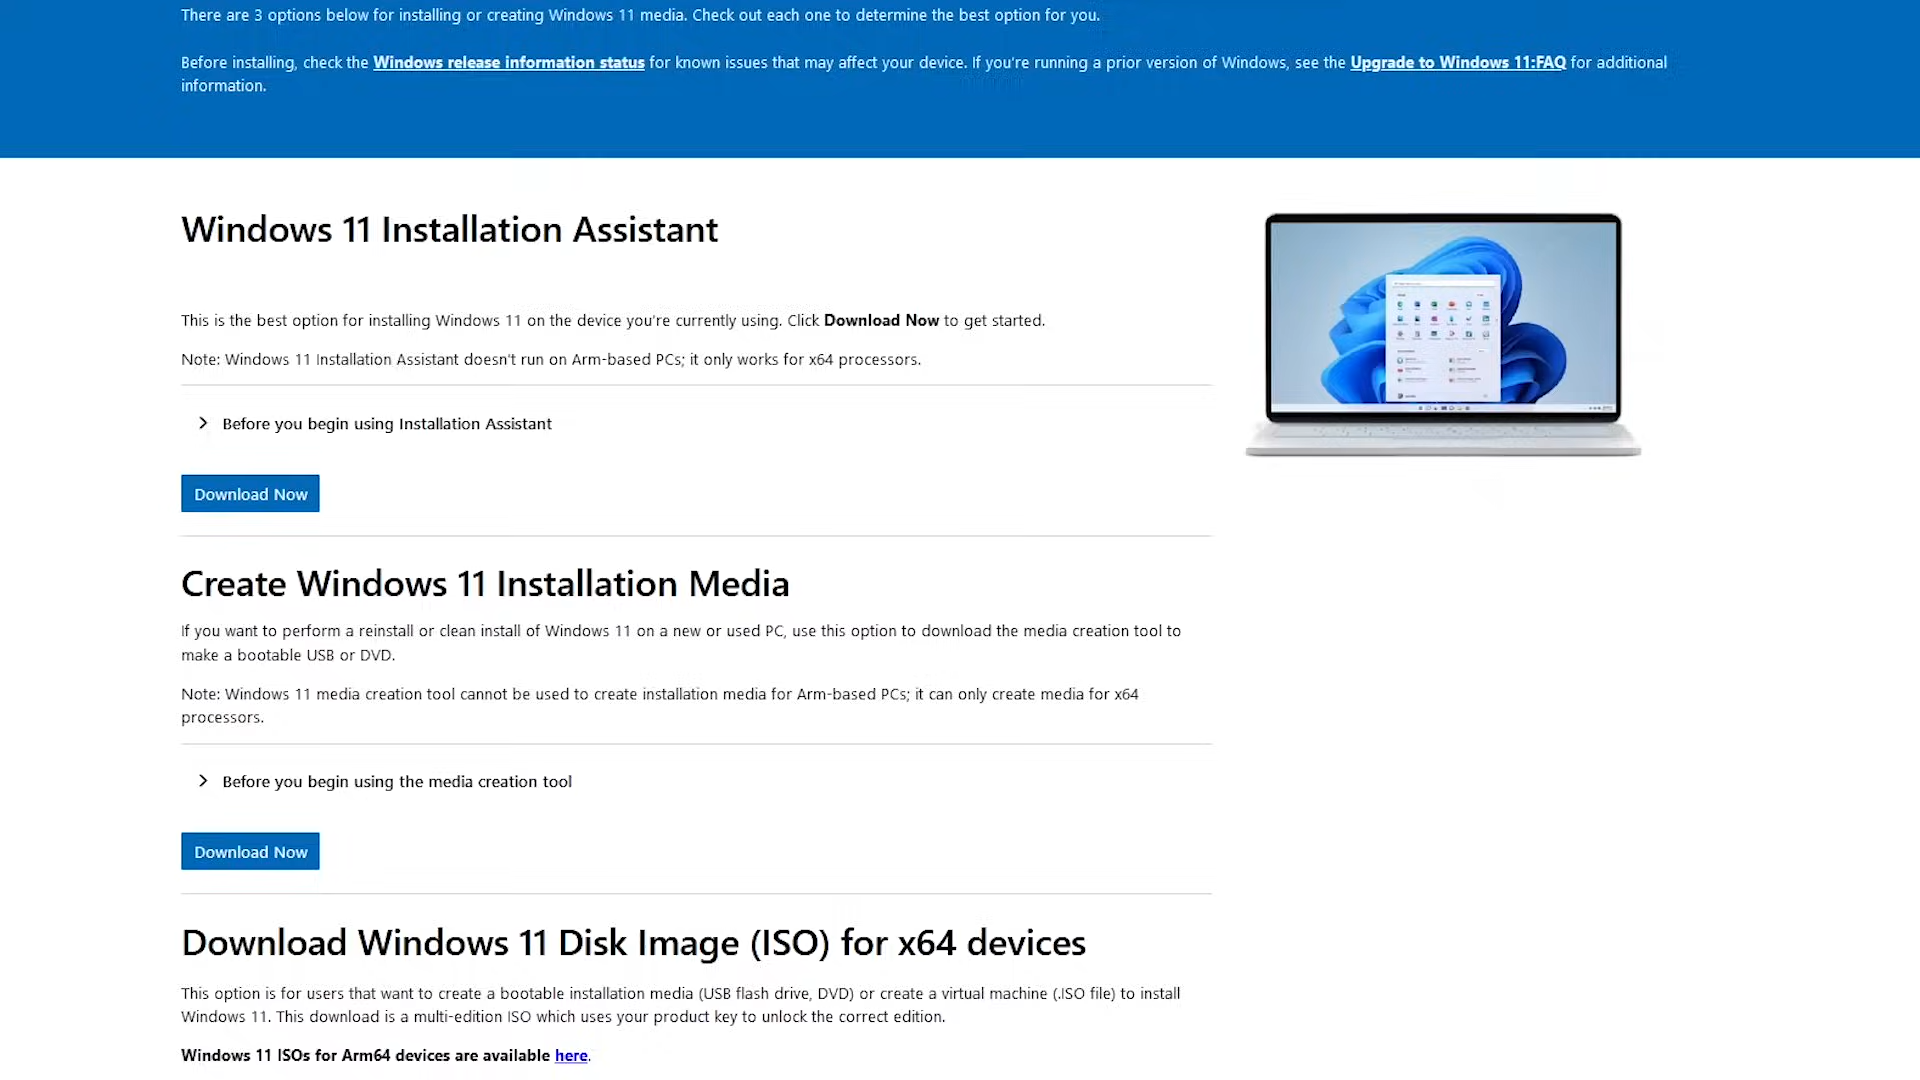 There are 3 options below for installing or creating Windows 11 media. Check out each one to determine the best option for you.
Before installing, check the Windows release information status for known issues that may affect your device. If you're running a prior version of Windows, see the Upgrade to Windows 11:FAQ for additional
information.
Windows 11 Installation Assistant
This is the best option for installing Windows 11 on the device you're currently using. Click Download Now to get started.
Note: Windows 11 Installation Assistant doesn't run on Arm-based PCs; it only works for x64 processors.
Before you begin using Installation Assistant
Download Now
Create Windows 11 Installation Media
If you want to perform a reinstall or clean install of Windows 11 on a new or used PC, use this option to download the media creation tool to
make a bootable USB or DVD.
Note: Windows 11 media creation tool cannot be used to create installation media for Arm-based PCs; it can only create media for x64
processors.
Before you begin using the media creation tool
Download Now
Download Windows 11 Disk Image (ISO) for x64 devices
This option is for users that want to create a bootable installation media (USB flash drive, DVD) or create a virtual machine (.ISO file) to install
Windows 11. This download is a multi-edition ISO which uses your product key to unlock the correct edition.
Windows 11 ISOs for Arm64 devices are available here.